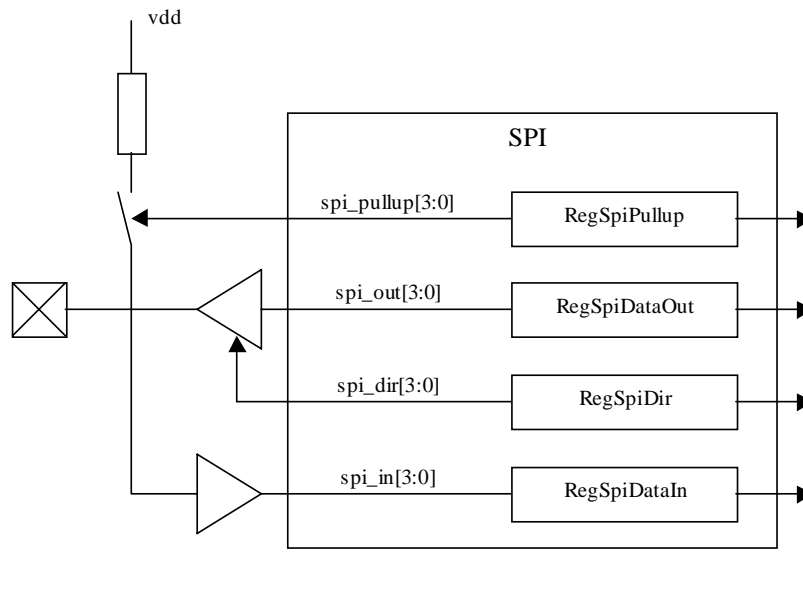 vdd
SPI
spi_pullup[3:0]
RegSpiPullup
spi_out[3:0]
RegSpiDataOut
spi_dir[3:0]
RegSpiDir
spi_in[3:0]
RegSpiDataIn